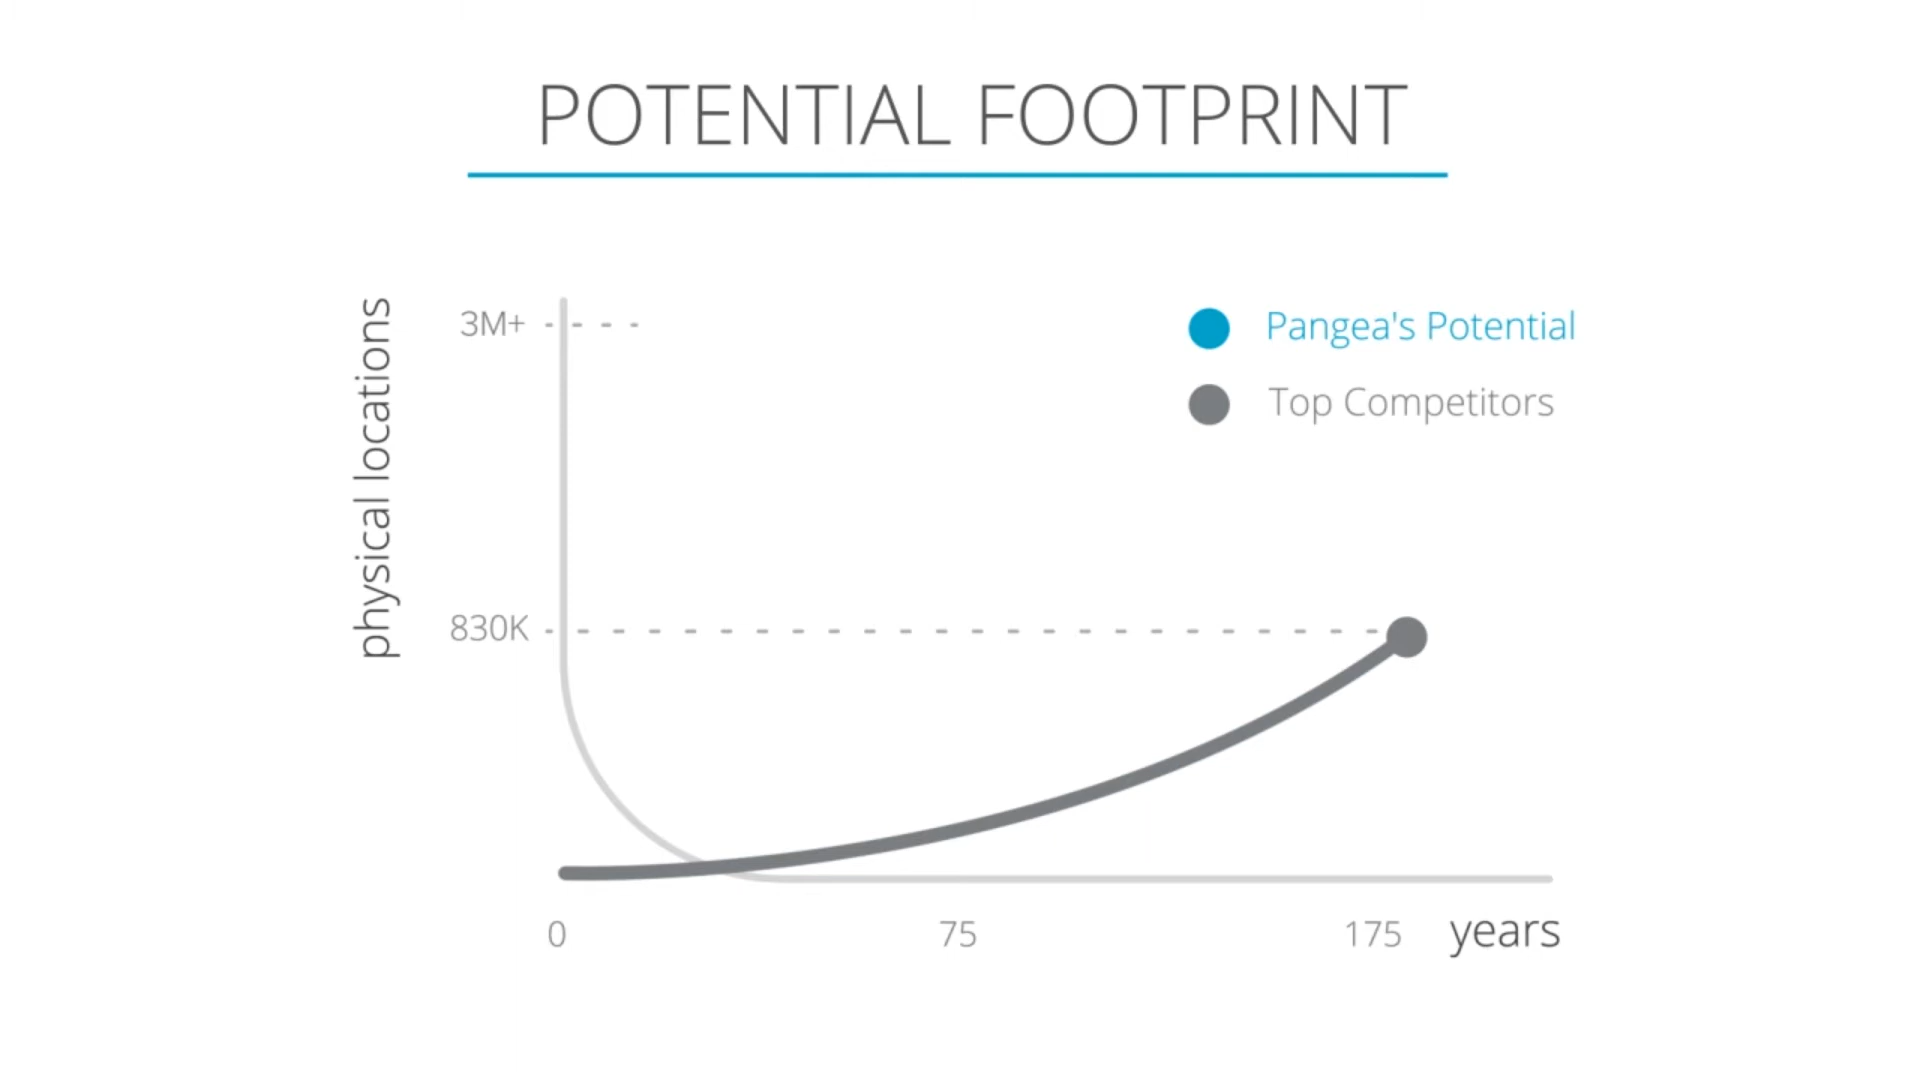 POTENTIAL FOOTPRINT
physical locations
3M+
830K
Pangea's Potential
Top Competitors
0 75 175 years